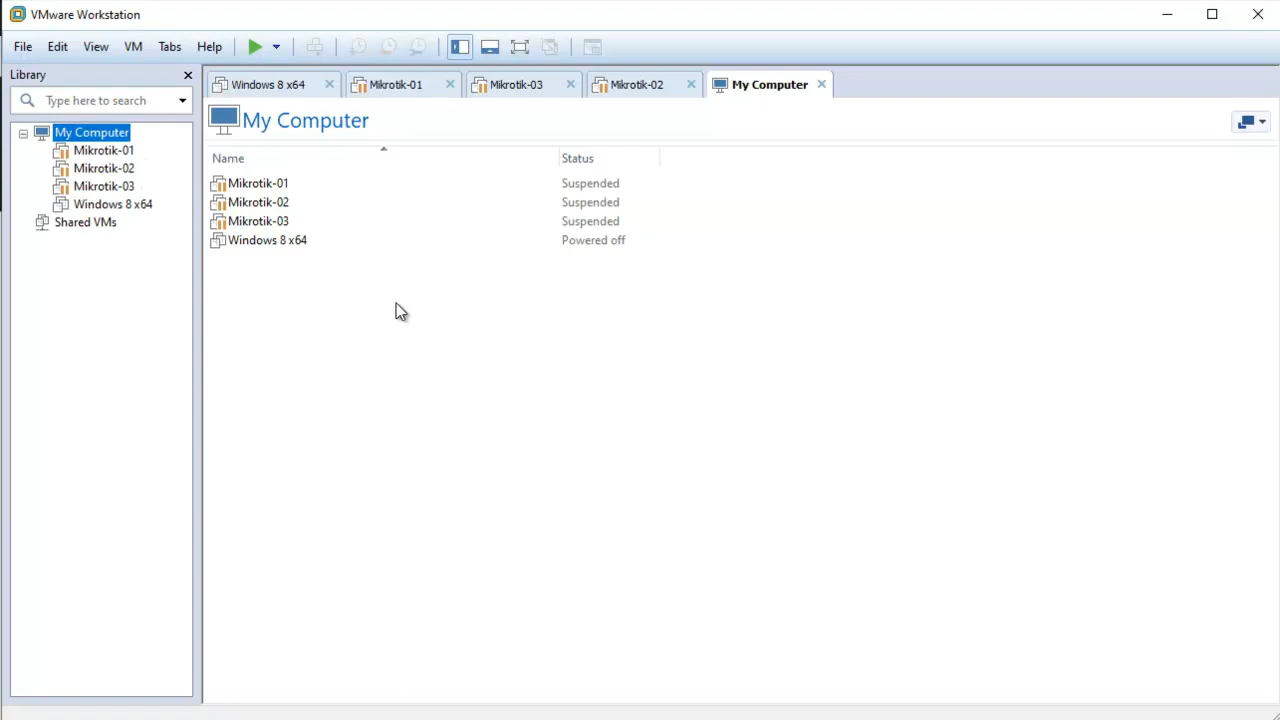 VMware Workstation
File Edit View VM Tabs Help
Library
Type here to search
My Computer
Mikrotik-01
Mikrotik-02
Mikrotik-03
Windows 8 x64
Shared VMs
Windows 8 x64 Mikrotik-01 Mikrotik-03 Mikrotik-02 My Computer
My Computer
Name Status
Mikrotik-01 Suspended
Mikrotik-02 Suspended
Mikrotik-03 Suspended
Windows 8 x64 Powered off